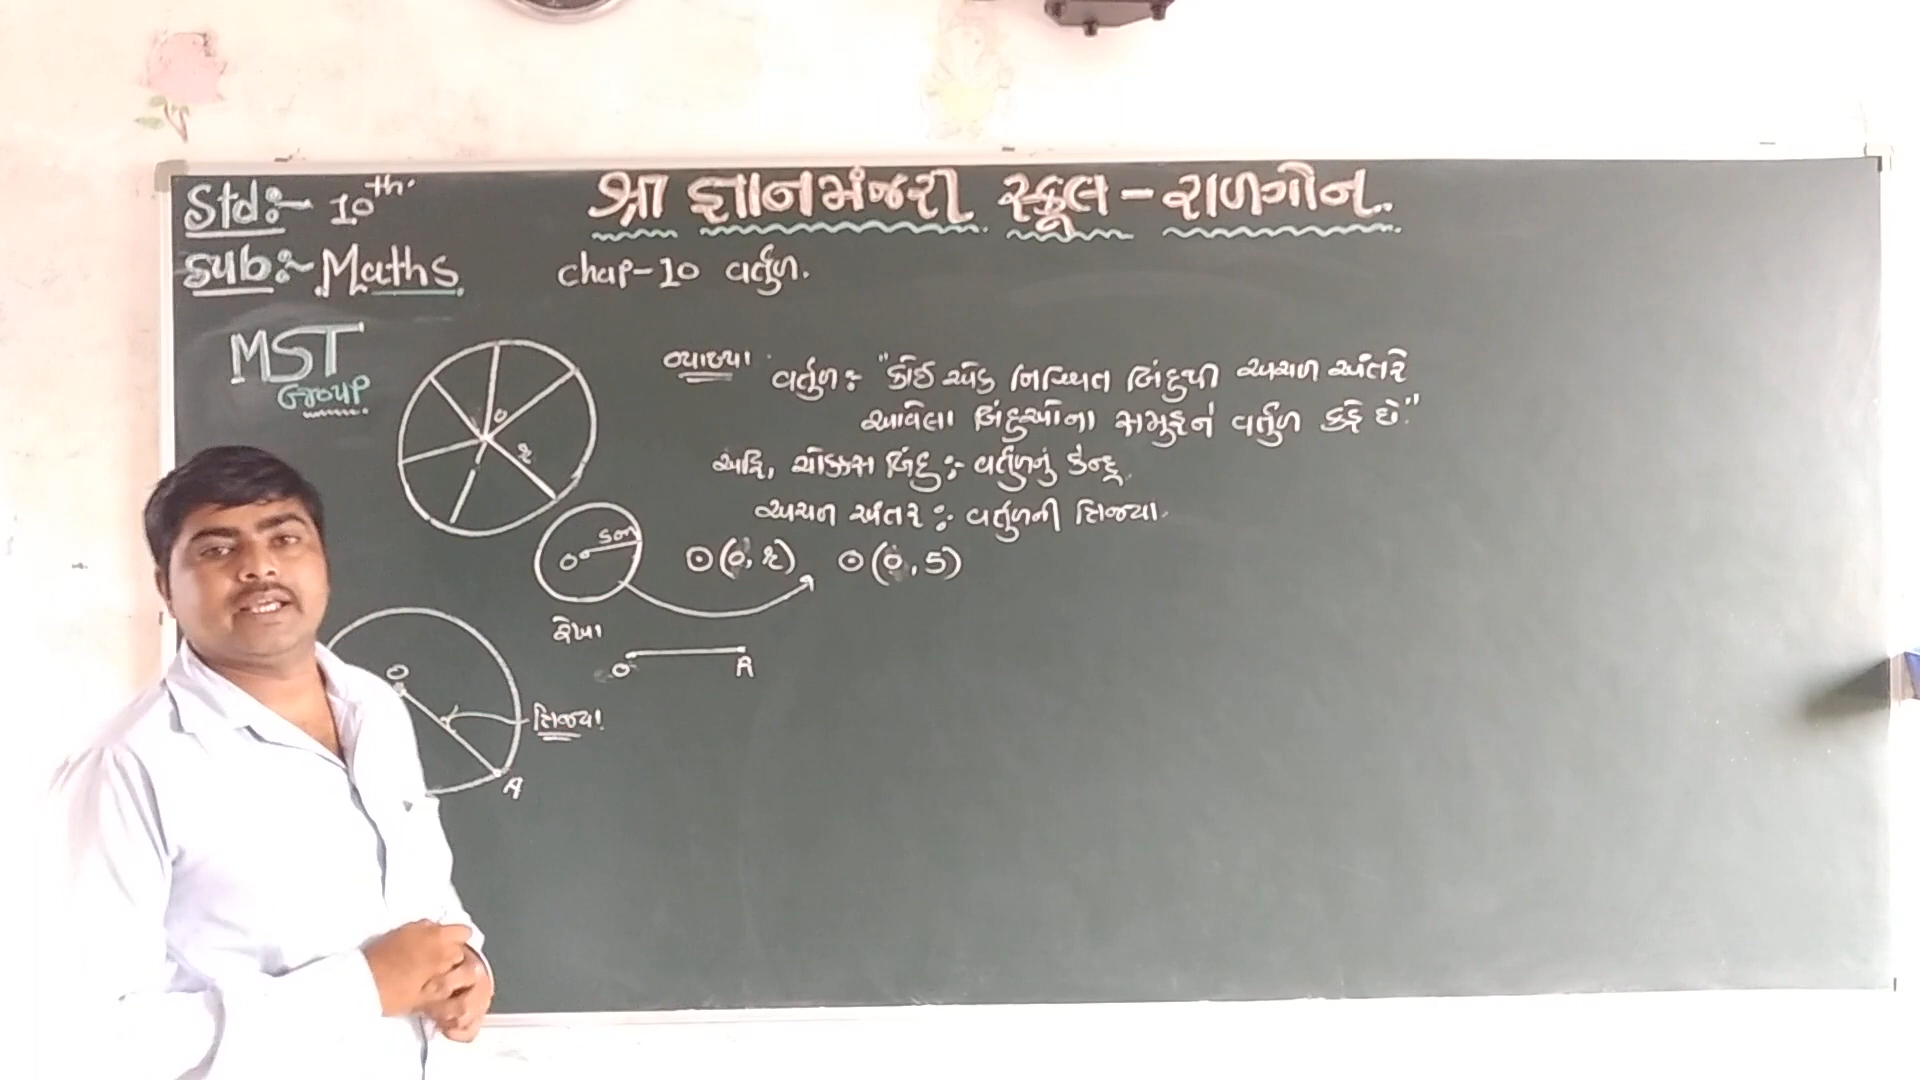 Std:- 10th.
શ્રી જ્ઞાનમંજરી સ્કૂલ - રાળગોન.
Sub:- Maths
Chap-10 વર્તુળ.
MST
Group
વ્યાખ્યા
વર્તુળ:- "કોઈ એક નિશ્ચિત બિંદુથી અચળ અંતરે
આવેલા બિંદુઓના સમુહને વર્તુળ કહે છે."
અહિ, ચોક્કસ બિંદુ :- વર્તુળનું કેન્દ્ર.
અચળ અંતર :- વર્તુળની ત્રિજ્યા.
O
r
O
5cm
⊙(O, r) ⊙(O, 5)
રેખા
O A
O
ત્રિજ્યા
A